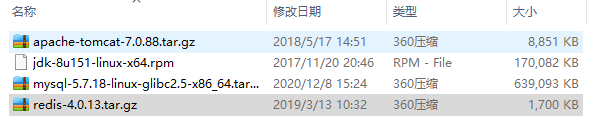 名称 修改日期 类型 大小
apache-tomcat-7.0.88.tar.gz 2018/5/17 14:51 360压缩 8,851 KB
jdk-8u151-linux-x64.rpm 2017/11/20 20:46 RPM - File 170,082 KB
mysql-5.7.18-linux-glibc2.5-x86_64.tar... 2020/12/8 15:24 360压缩 639,093 KB
redis-4.0.13.tar.gz 2019/3/13 10:32 360压缩 1,700 KB